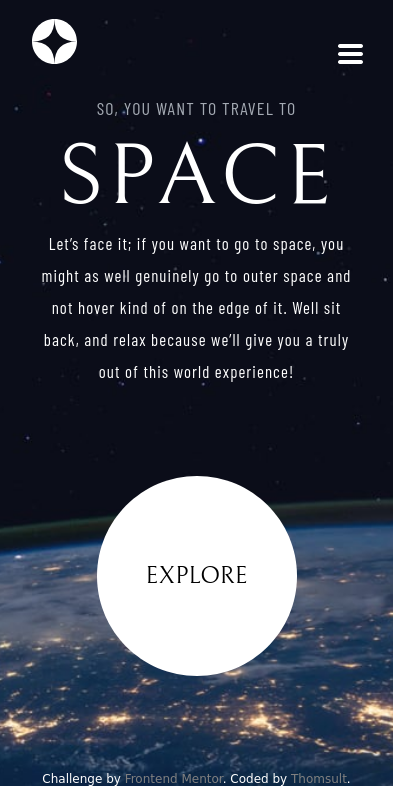 SO, YOU WANT TO TRAVEL TO
SPACE
Let’s face it; if you want to go to space, you
might as well genuinely go to outer space and
not hover kind of on the edge of it. Well sit
back, and relax because we’ll give you a truly
out of this world experience!
EXPLORE
Challenge by Frontend Mentor. Coded by Thomsult.